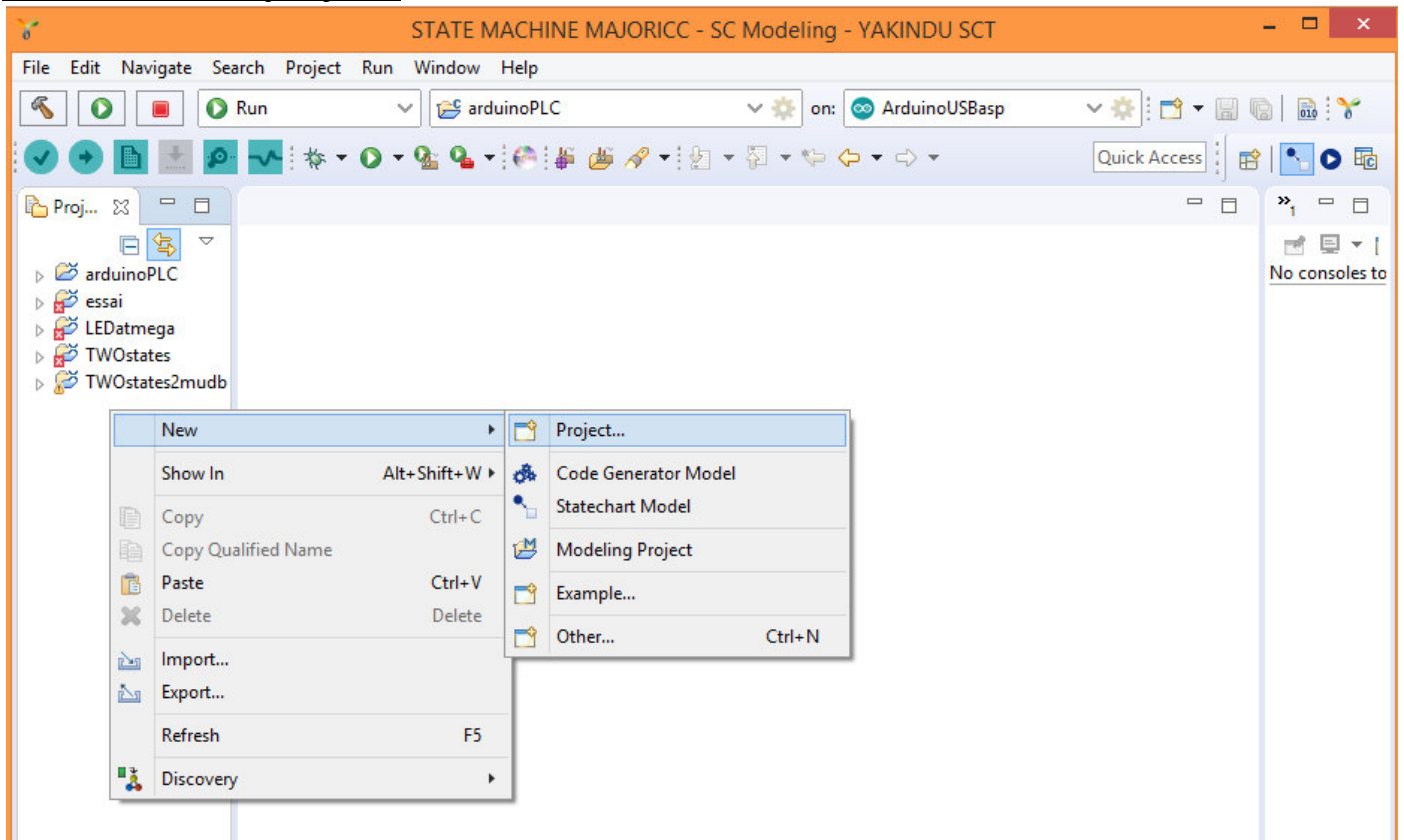 STATE MACHINE MAJORICC - SC Modeling - YAKINDU SCT
File Edit Navigate Search Project Run Window Help
Run arduinoPLC on: ArduinoUSBasp
Quick Access
Proj...
arduinoPLC
essai
LEDatmega
TWOstates
TWOstates2mudb
No consoles to
New
Show In Alt+Shift+W
Copy Ctrl+C
Copy Qualified Name
Paste Ctrl+V
Delete Delete
Import...
Export...
Refresh F5
Discovery
Project...
Code Generator Model
Statechart Model
Modeling Project
Example...
Other... Ctrl+N